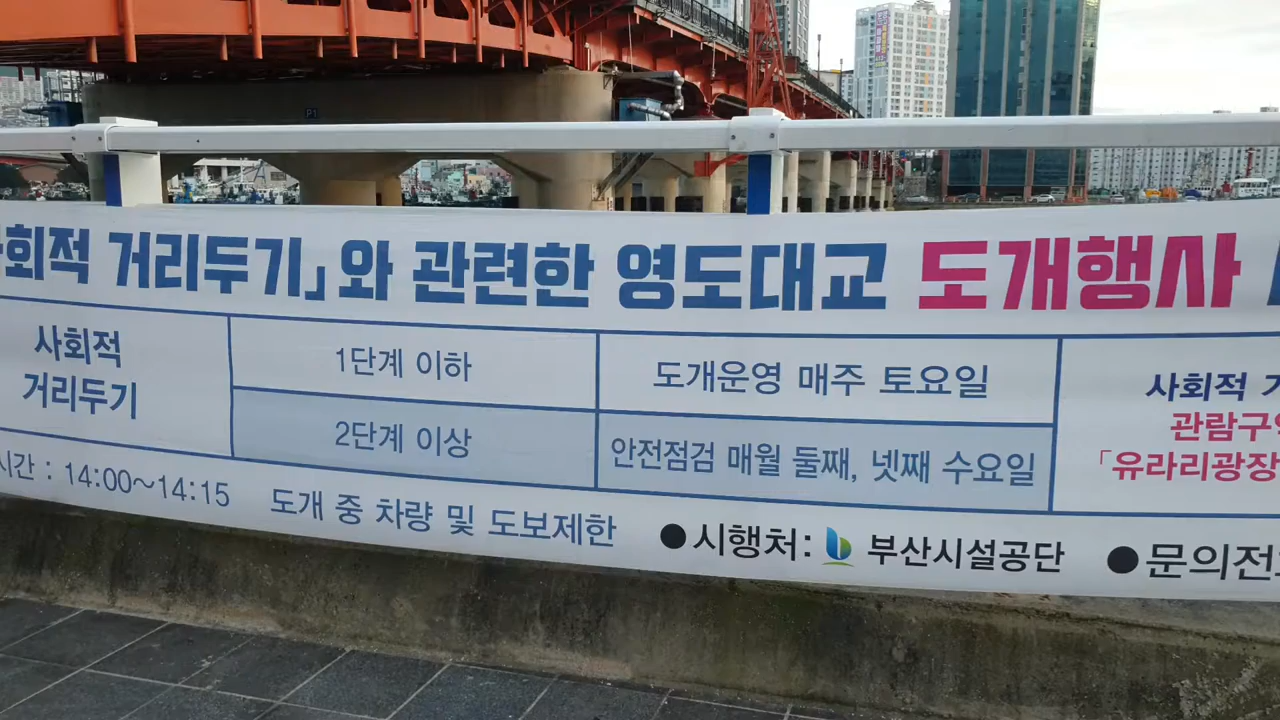 회적 거리두기」와 관련한 영도대교 도개행사
사회적
거리두기
1단계 이하
도개운영 매주 토요일
2단계 이상
안전점검 매월 둘째, 넷째 수요일
사회적
관람구역
「유라리광장
시간 : 14:00~14:15 도개 중 차량 및 도보제한 ●시행처: 부산시설공단 ●문의전화
P1